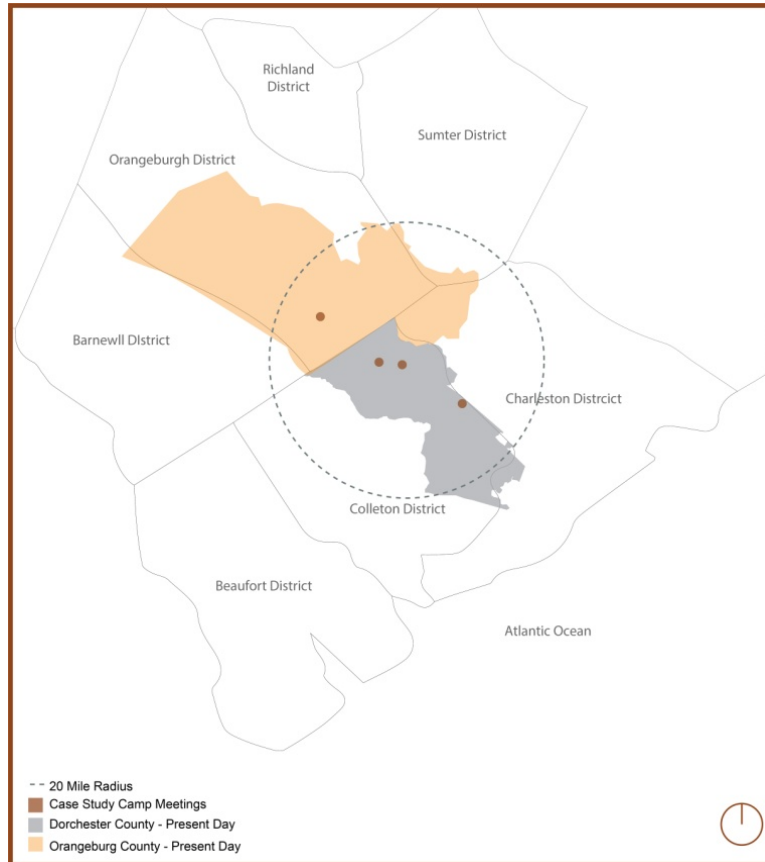 Richland
District
Sumter District
Orangeburgh District
Barnewll DIstrict
Charleston Distrcict
Colleton District
Beaufort District
Atlantic Ocean
20 Mile Radius
Case Study Camp Meetings
Dorchester County - Present Day
Orangeburg County - Present Day